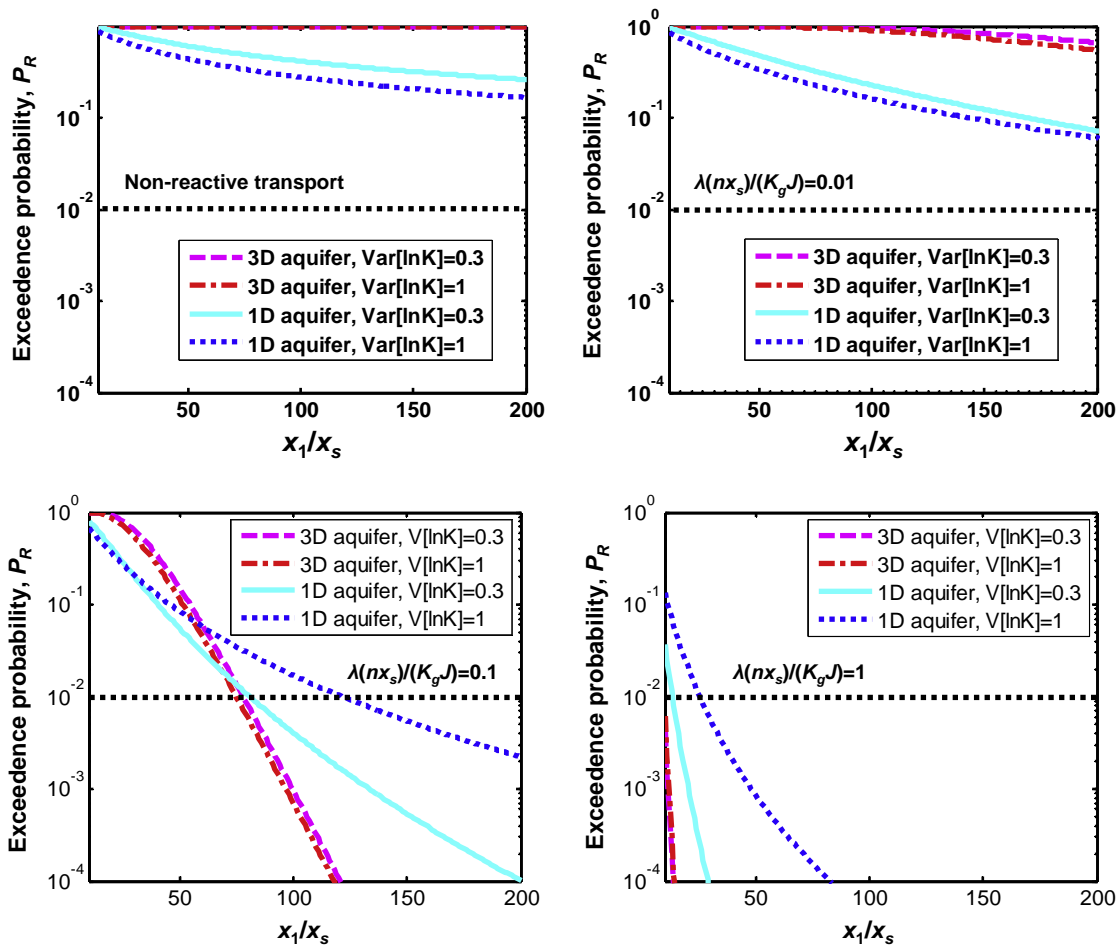 Exceedence probability, P_R
10^-1
10^-2
10^-3
10^-4
Non-reactive transport
3D aquifer, Var[lnK]=0.3
3D aquifer, Var[lnK]=1
1D aquifer, Var[lnK]=0.3
1D aquifer, Var[lnK]=1
50 100 150 200
x_1/x_s
Exceedence probability, P_R
10^0
10^-1
10^-2
10^-3
10^-4
λ(nx_s)/(K_gJ)=0.01
3D aquifer, Var[lnK]=0.3
3D aquifer, Var[lnK]=1
1D aquifer, Var[lnK]=0.3
1D aquifer, Var[lnK]=1
50 100 150 200
x_1/x_s
Exceedence probability, P_R
10^0
10^-1
10^-2
10^-3
10^-4
3D aquifer, V[lnK]=0.3
3D aquifer, V[lnK]=1
1D aquifer, V[lnK]=0.3
1D aquifer, V[lnK]=1
λ(nx_s)/(K_gJ)=0.1
50 100 150 200
x_1/x_s
Exceedence probability, P_R
10^0
10^-1
10^-2
10^-3
10^-4
3D aquifer, V[lnK]=0.3
3D aquifer, V[lnK]=1
1D aquifer, V[lnK]=0.3
1D aquifer, V[lnK]=1
λ(nx_s)/(K_gJ)=1
50 100 150 200
x_1/x_s